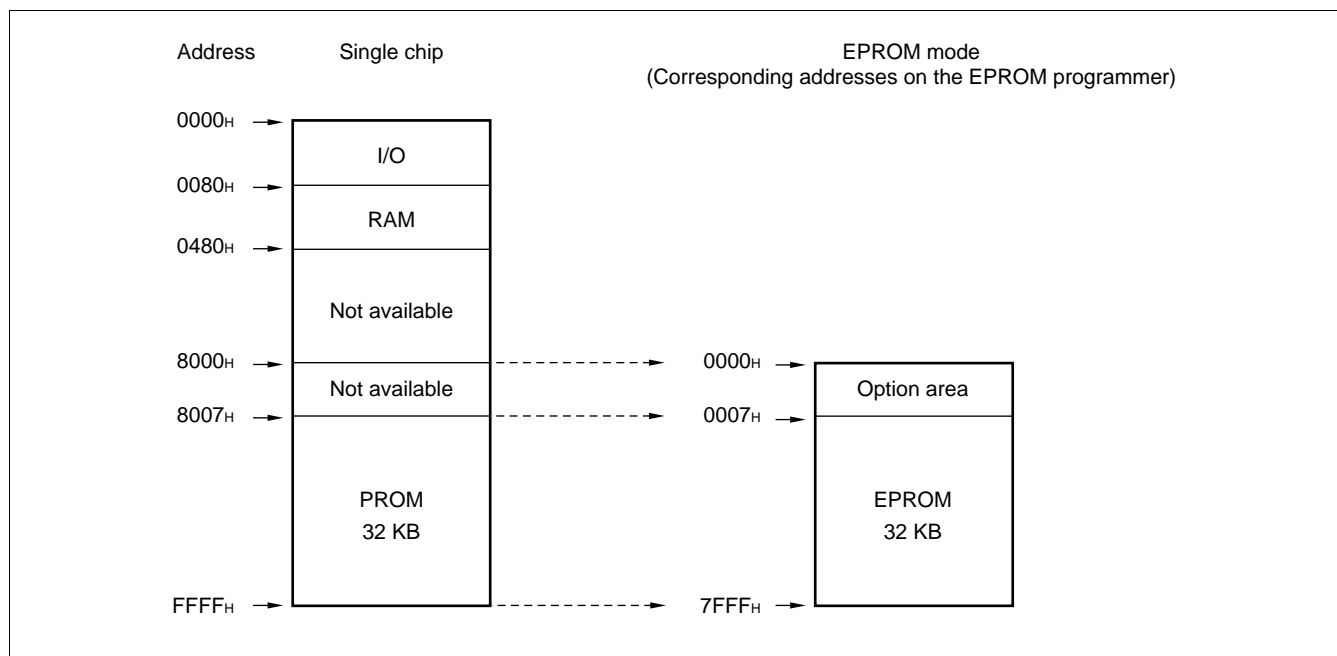 Address
Single chip
EPROM mode
(Corresponding addresses on the EPROM programmer)
0000H
I/O
0080H
RAM
0480H
Not available
8000H
0000H
Not available
Option area
8007H
0007H
PROM
32 KB
EPROM
32 KB
FFFFH
7FFFH